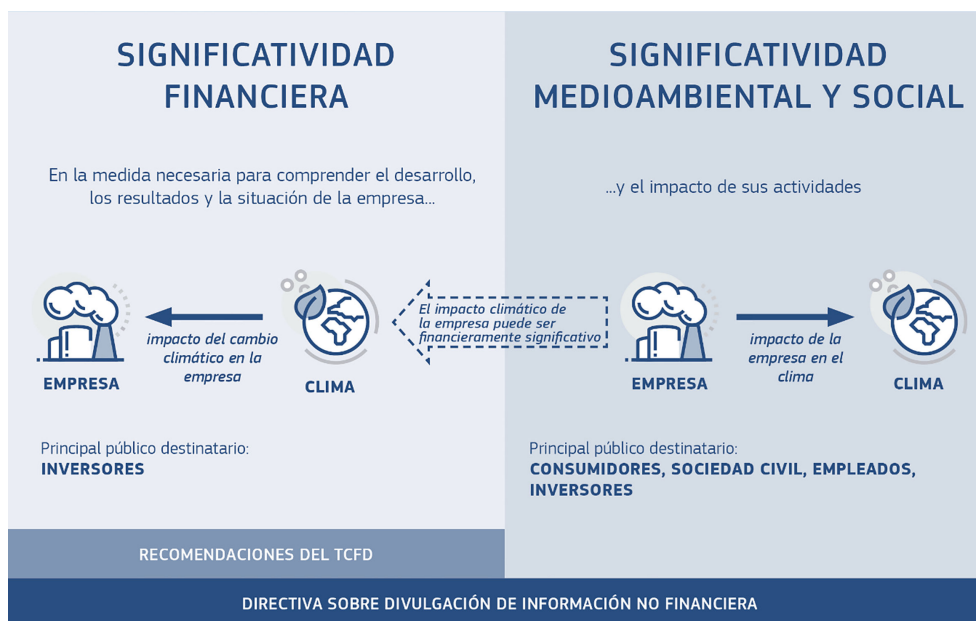 SIGNIFICATIVIDAD
FINANCIERA
En la medida necesaria para comprender el desarrollo,
los resultados y la situación de la empresa...
EMPRESA
impacto del cambio
climático en la
empresa
CLIMA
Principal público destinatario:
INVERSORES
RECOMENDACIONES DEL TCFD
El impacto climático de
la empresa puede ser
financieramente significativo
SIGNIFICATIVIDAD
MEDIOAMBIENTAL Y SOCIAL
...y el impacto de sus actividades
EMPRESA
impacto de la
empresa en el
clima
CLIMA
Principal público destinatario:
CONSUMIDORES, SOCIEDAD CIVIL, EMPLEADOS,
INVERSORES
DIRECTIVA SOBRE DIVULGACIÓN DE INFORMACIÓN NO FINANCIERA